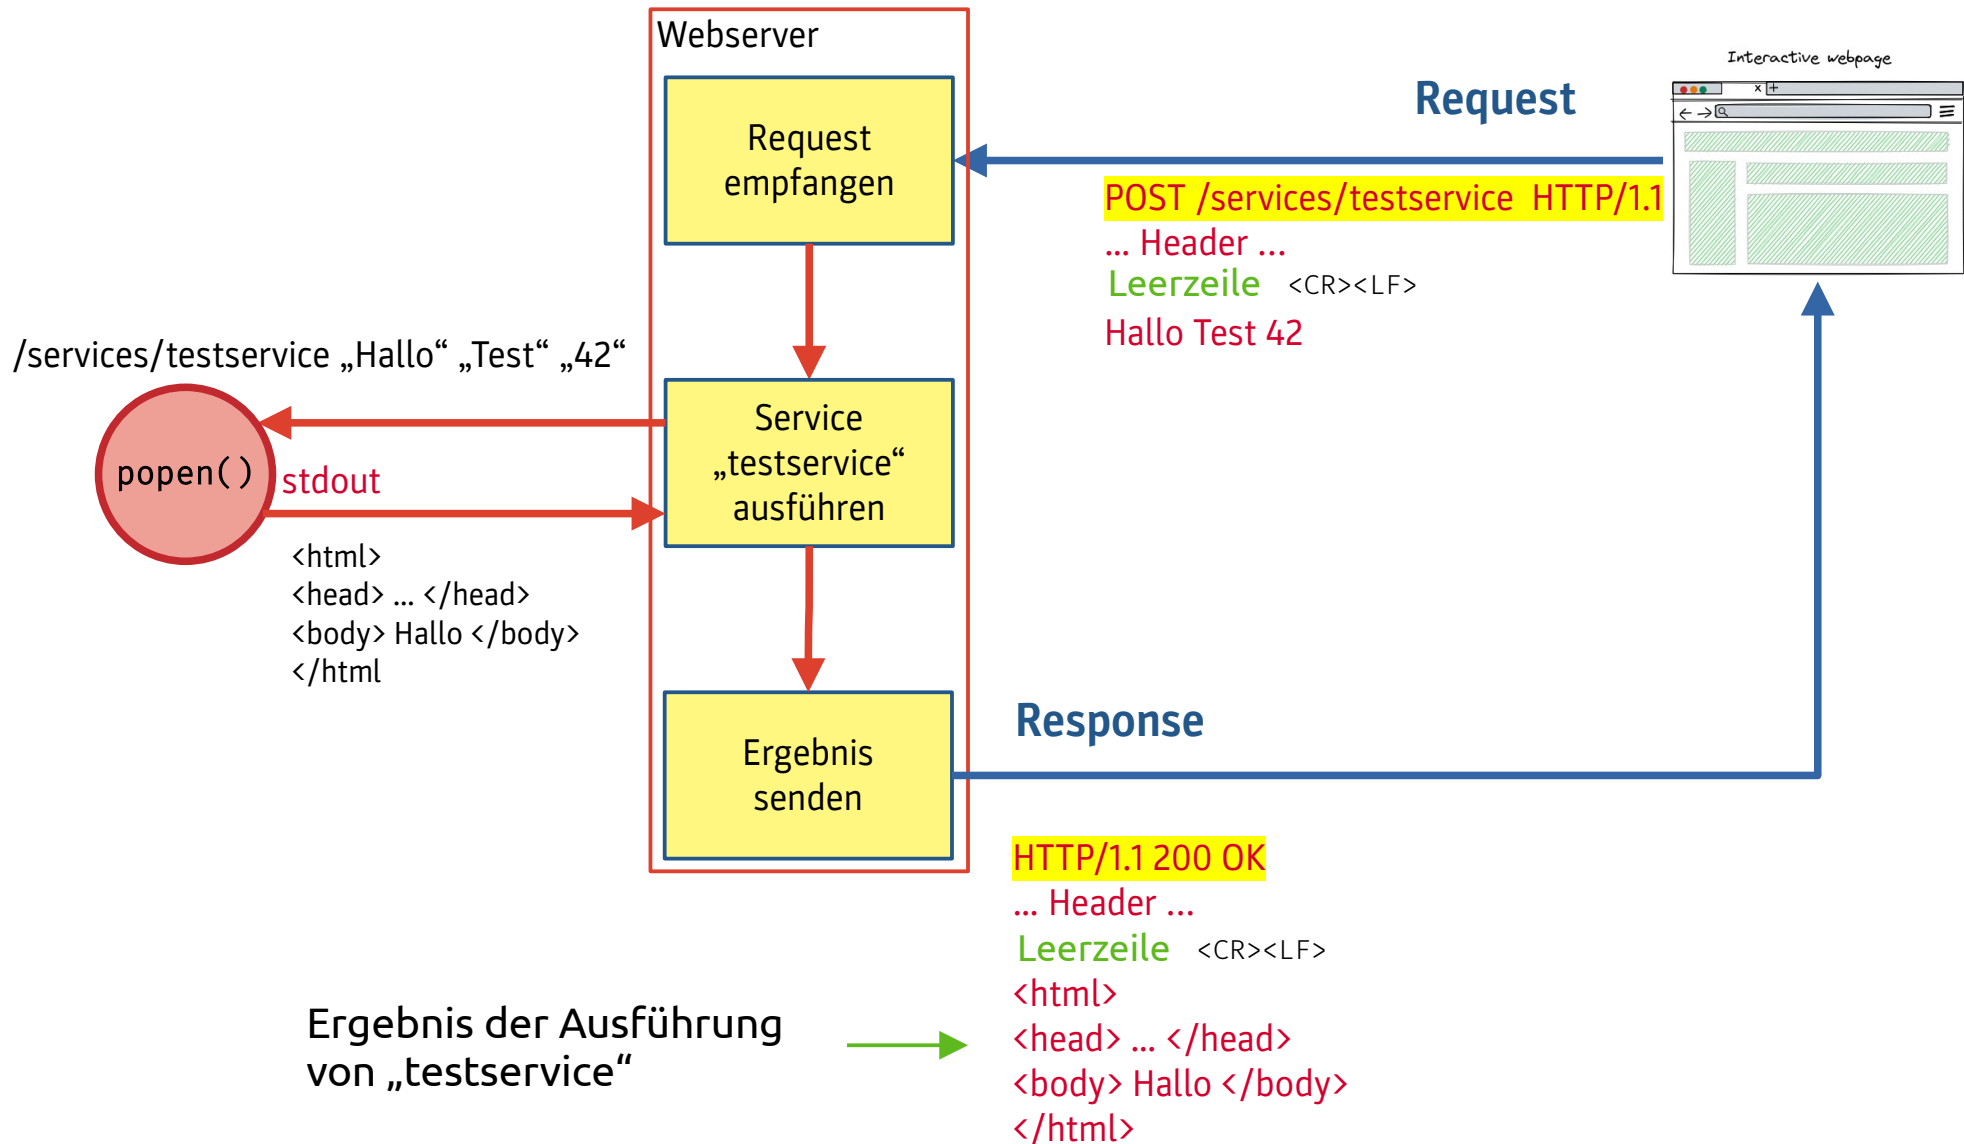 Webserver
Interactive webpage
x +
Request
empfangen
Request
POST /services/testservice  HTTP/1.1
... Header ...
Leerzeile <CR><LF>
Hallo Test 42
/services/testservice „Hallo“ „Test“ „42“
popen()
stdout
Service
„testservice“
ausführen
<html>
<head> ... </head>
<body> Hallo </body>
</html
Ergebnis
senden
Response
HTTP/1.1 200 OK
... Header ...
Leerzeile <CR><LF>
<html>
<head> ... </head>
<body> Hallo </body>
</html>
Ergebnis der Ausführung
von „testservice“